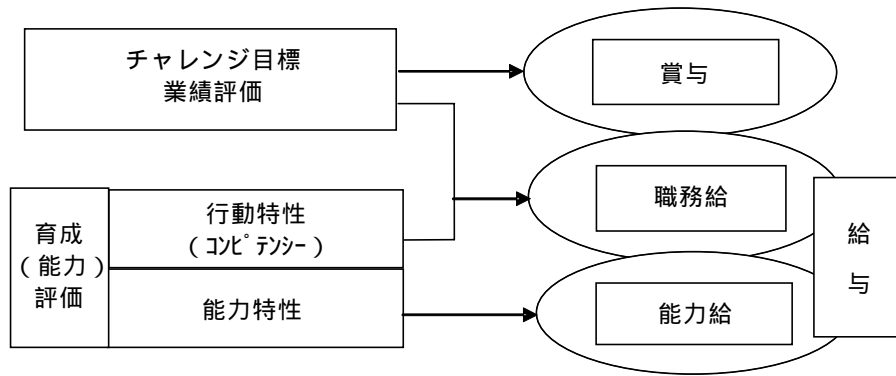 チャレンジ目標
業績評価
賞与
職務給
育成
(能力)
評価
行動特性
(コンピテンシー)
能力特性
能力給
給
与